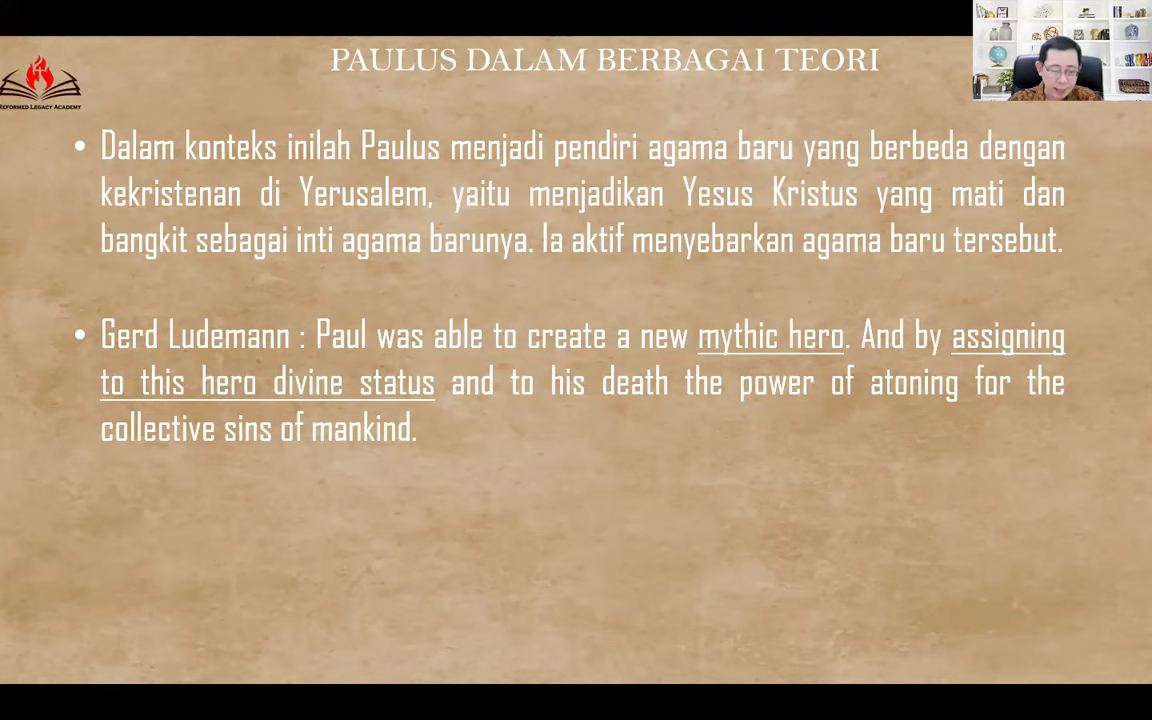 PAULUS DALAM BERBAGAI TEORI
REFORMED LEGACY ACADEMY
• Dalam konteks inilah Paulus menjadi pendiri agama baru yang berbeda dengan
kekristenan di Yerusalem, yaitu menjadikan Yesus Kristus yang mati dan
bangkit sebagai inti agama barunya. Ia aktif menyebarkan agama baru tersebut.
• Gerd Ludemann : Paul was able to create a new mythic hero. And by assigning
to this hero divine status and to his death the power of atoning for the
collective sins of mankind.